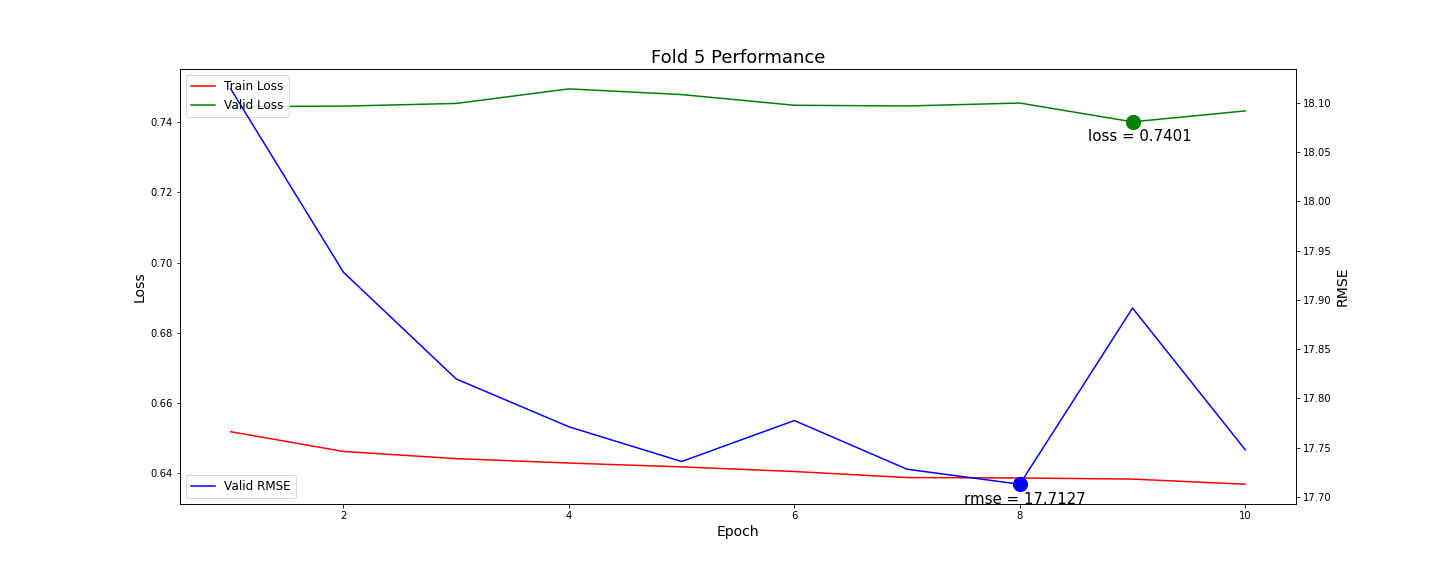 Fold 5 Performance
Train Loss
Valid Loss
Valid RMSE
loss = 0.7401
rmse = 17.7127
Loss
0.74
0.72
0.70
0.68
0.66
0.64
RMSE
18.10
18.05
18.00
17.95
17.90
17.85
17.80
17.75
17.70
2
4
6
8
10
Epoch